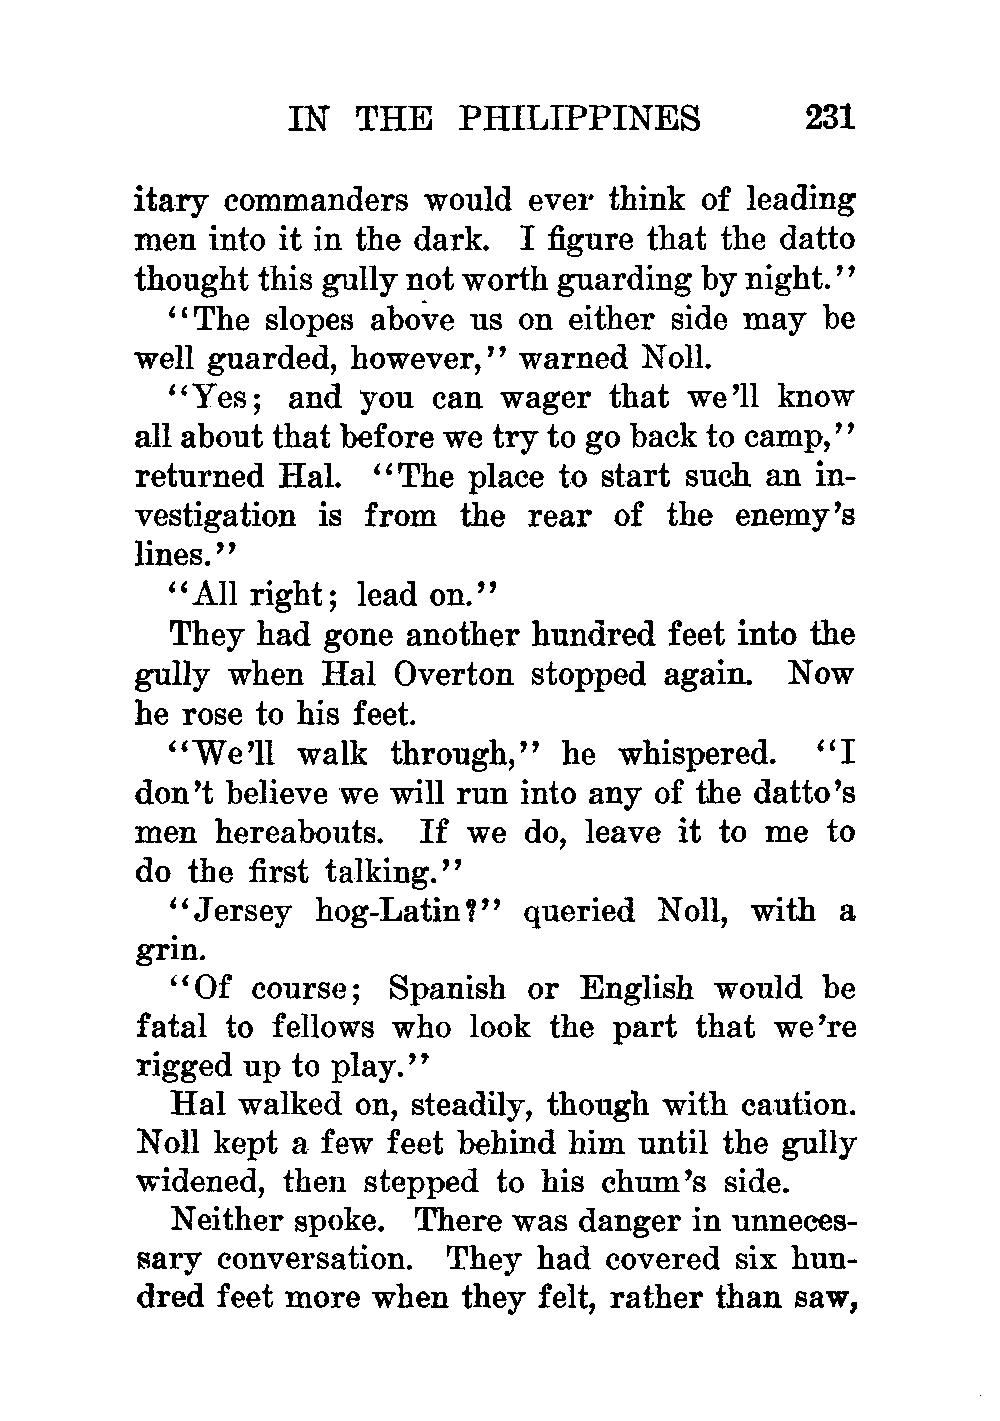 IN THE PHILIPPINES 231
itary commanders would ever think of leading
men into it in the dark. I figure that the datto
thought this gully not worth guarding by night."
"The slopes above us on either side may be
well guarded, however," warned Noll.
"Yes; and you can wager that we'll know
all about that before we try to go back to camp,"
returned Hal. "The place to start such an in-
vestigation is from the rear of the enemy's
lines."
"All right; lead on."
They had gone another hundred feet into the
gully when Hal Overton stopped again. Now
he rose to his feet.
"We'll walk through," he whispered. "I
don't believe we will run into any of the datto's
men hereabouts. If we do, leave it to me to
do the first talking."
"Jersey hog-Latin?" queried Noll, with a
grin.
"Of course; Spanish or English would be
fatal to fellows who look the part that we're
rigged up to play."
Hal walked on, steadily, though with caution.
Noll kept a few feet behind him until the gully
widened, then stepped to his chum's side.
Neither spoke. There was danger in unneces-
sary conversation. They had covered six hun-
dred feet more when they felt, rather than saw,